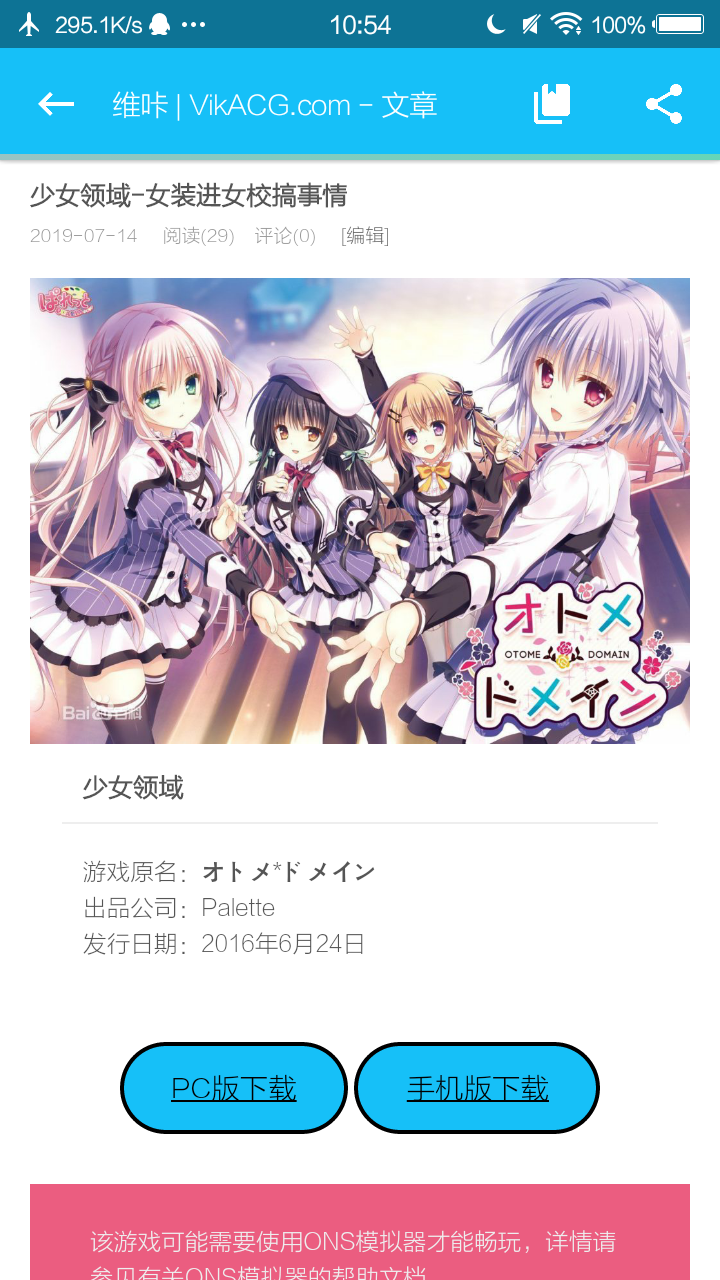 295.1K/s
10:54
100%
维咔 | VikACG.com - 文章
少女领域-女装进女校搞事情
2019-07-14 阅读(29) 评论(0) [编辑]
ぱれっと
オトメ
OTOME DOMAIN
ドメイン
Bai百科
少女领域
游戏原名：オトメ*ドメイン
出品公司：Palette
发行日期：2016年6月24日
PC版下载
手机版下载
该游戏可能需要使用ONS模拟器才能畅玩，详情请
参见有关ONS模拟器的帮助文档